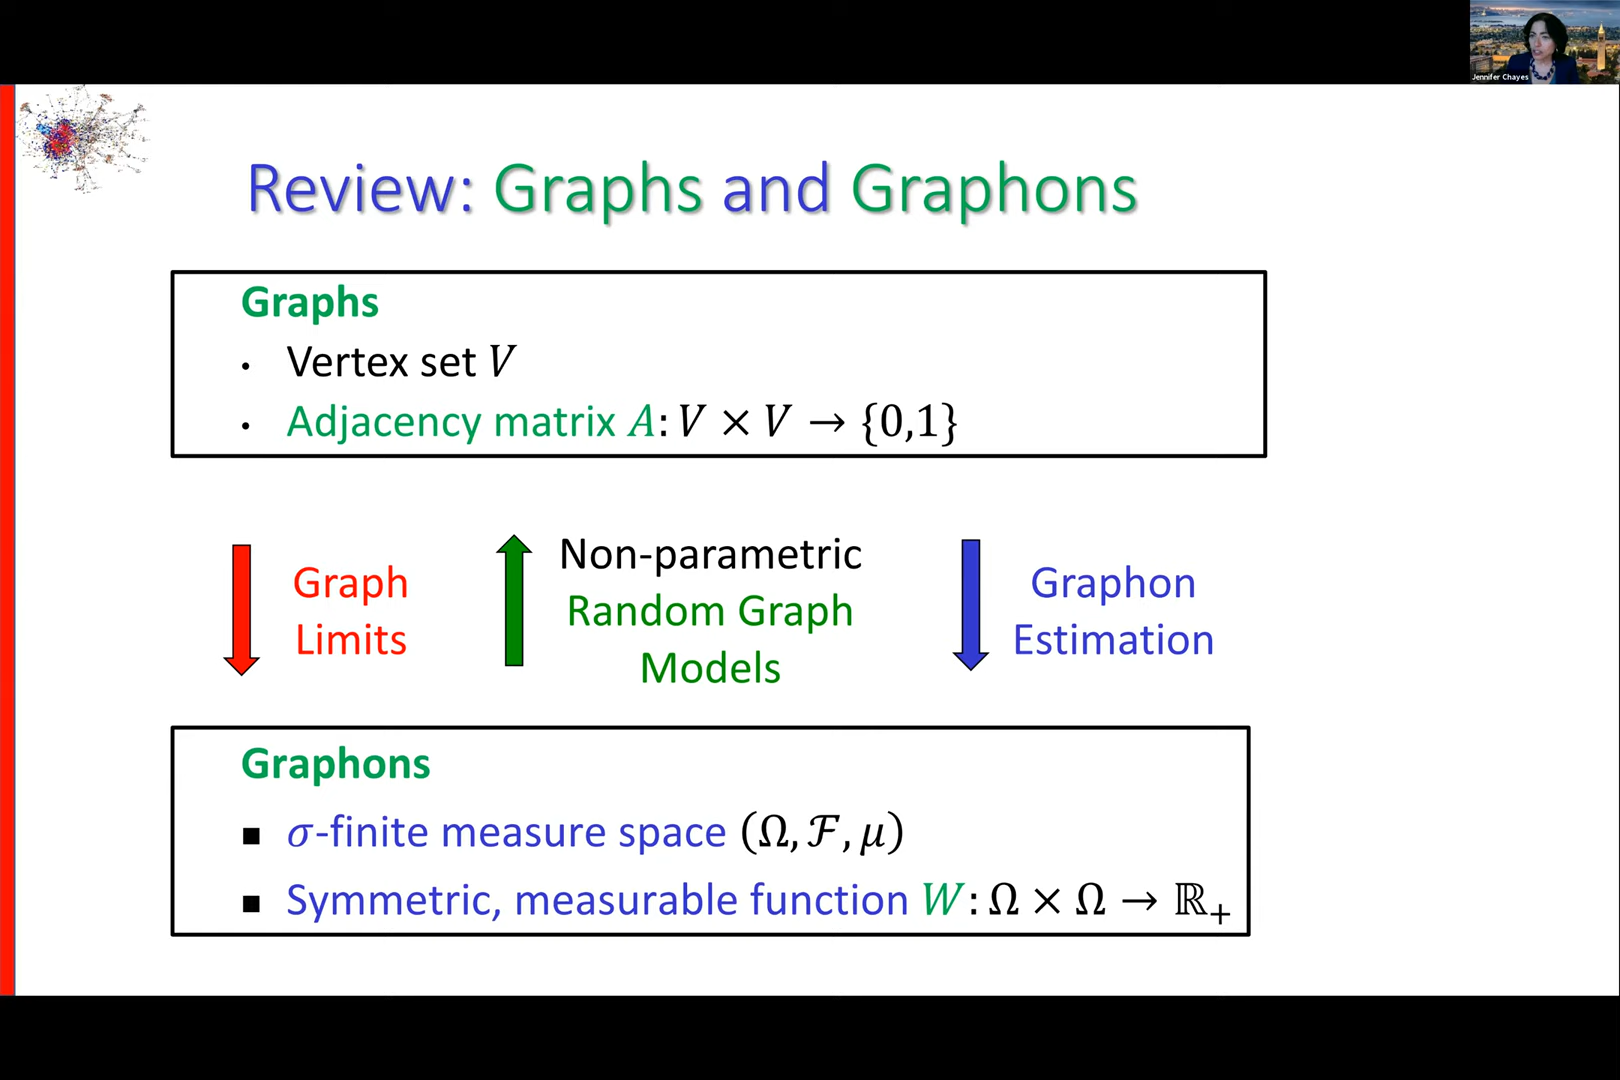 Jennifer Chayes
Review: Graphs and Graphons
Graphs
• Vertex set V
• Adjacency matrix A: V × V → {0,1}
Graph
Limits
Non-parametric
Random Graph
Models
Graphon
Estimation
Graphons
■ σ-finite measure space (Ω, ℱ, μ)
■ Symmetric, measurable function W: Ω × Ω → ℝ₊